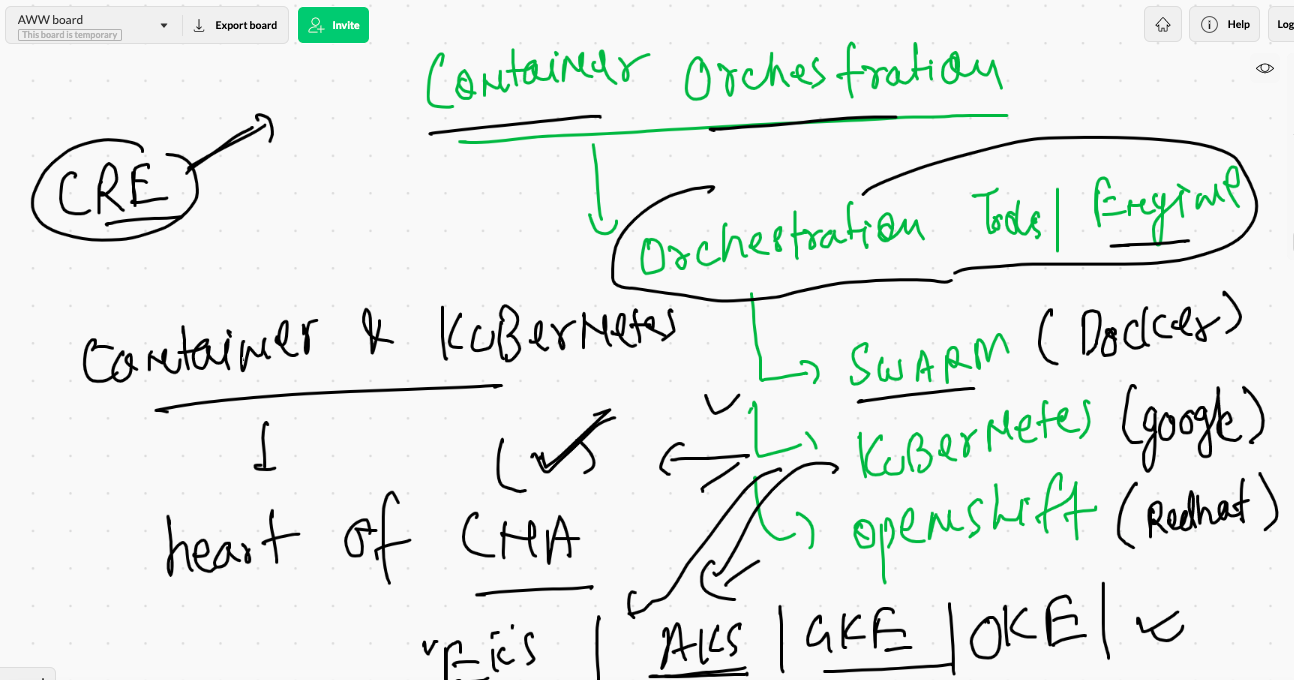 AWW board
This board is temporary
Export board
Invite
Help
Log
Container Orchestration
CRE
Orchestration Tools | Engine
Container & KuBerNetes
SWARM (Docker)
KuBerNetes (google)
openshift (Redhat)
heart of CNA
EKS | AKS | GKE | OKE |